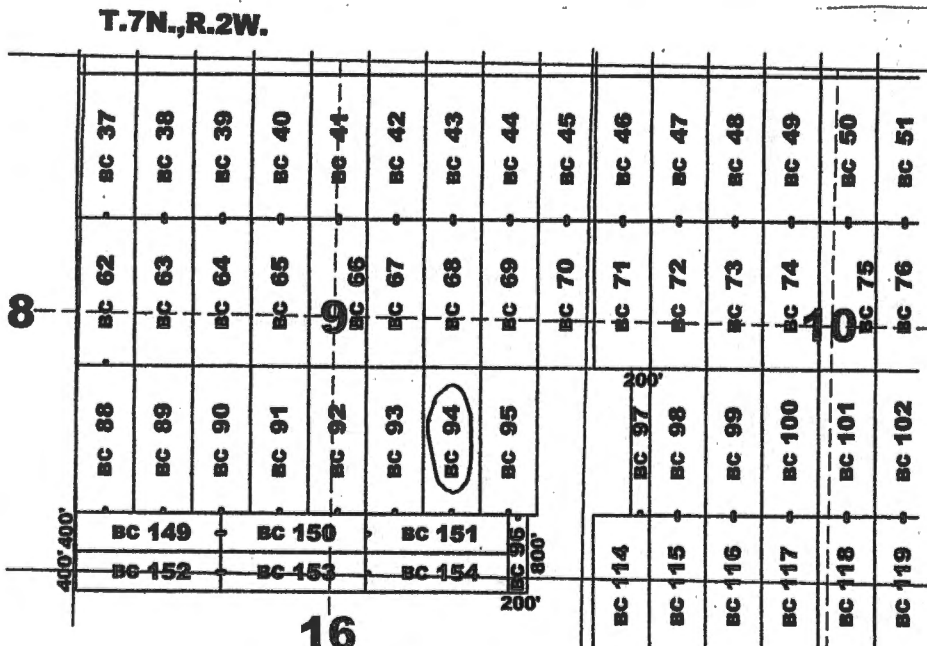 T.7N.,R.2W.
BC 37 BC 38 BC 39 BC 40 BC 41 BC 42 BC 43 BC 44 BC 45 BC 46 BC 47 BC 48 BC 49 BC 50 BC 51
BC 62 BC 63 BC 64 BC 65 BC 66 BC 67 BC 68 BC 69 BC 70 BC 71 BC 72 BC 73 BC 74 BC 75 BC 76
8 9 10
200'
BC 88 BC 89 BC 90 BC 91 BC 92 BC 93 BC 94 BC 95 BC 97 BC 98 BC 99 BC 100 BC 101 BC 102
400' BC 149 BC 150 BC 151 BC 96 800'
400' BC 152 BC 153 BC 154
BC 114 BC 115 BC 116 BC 117 BC 118 BC 119
200'
16